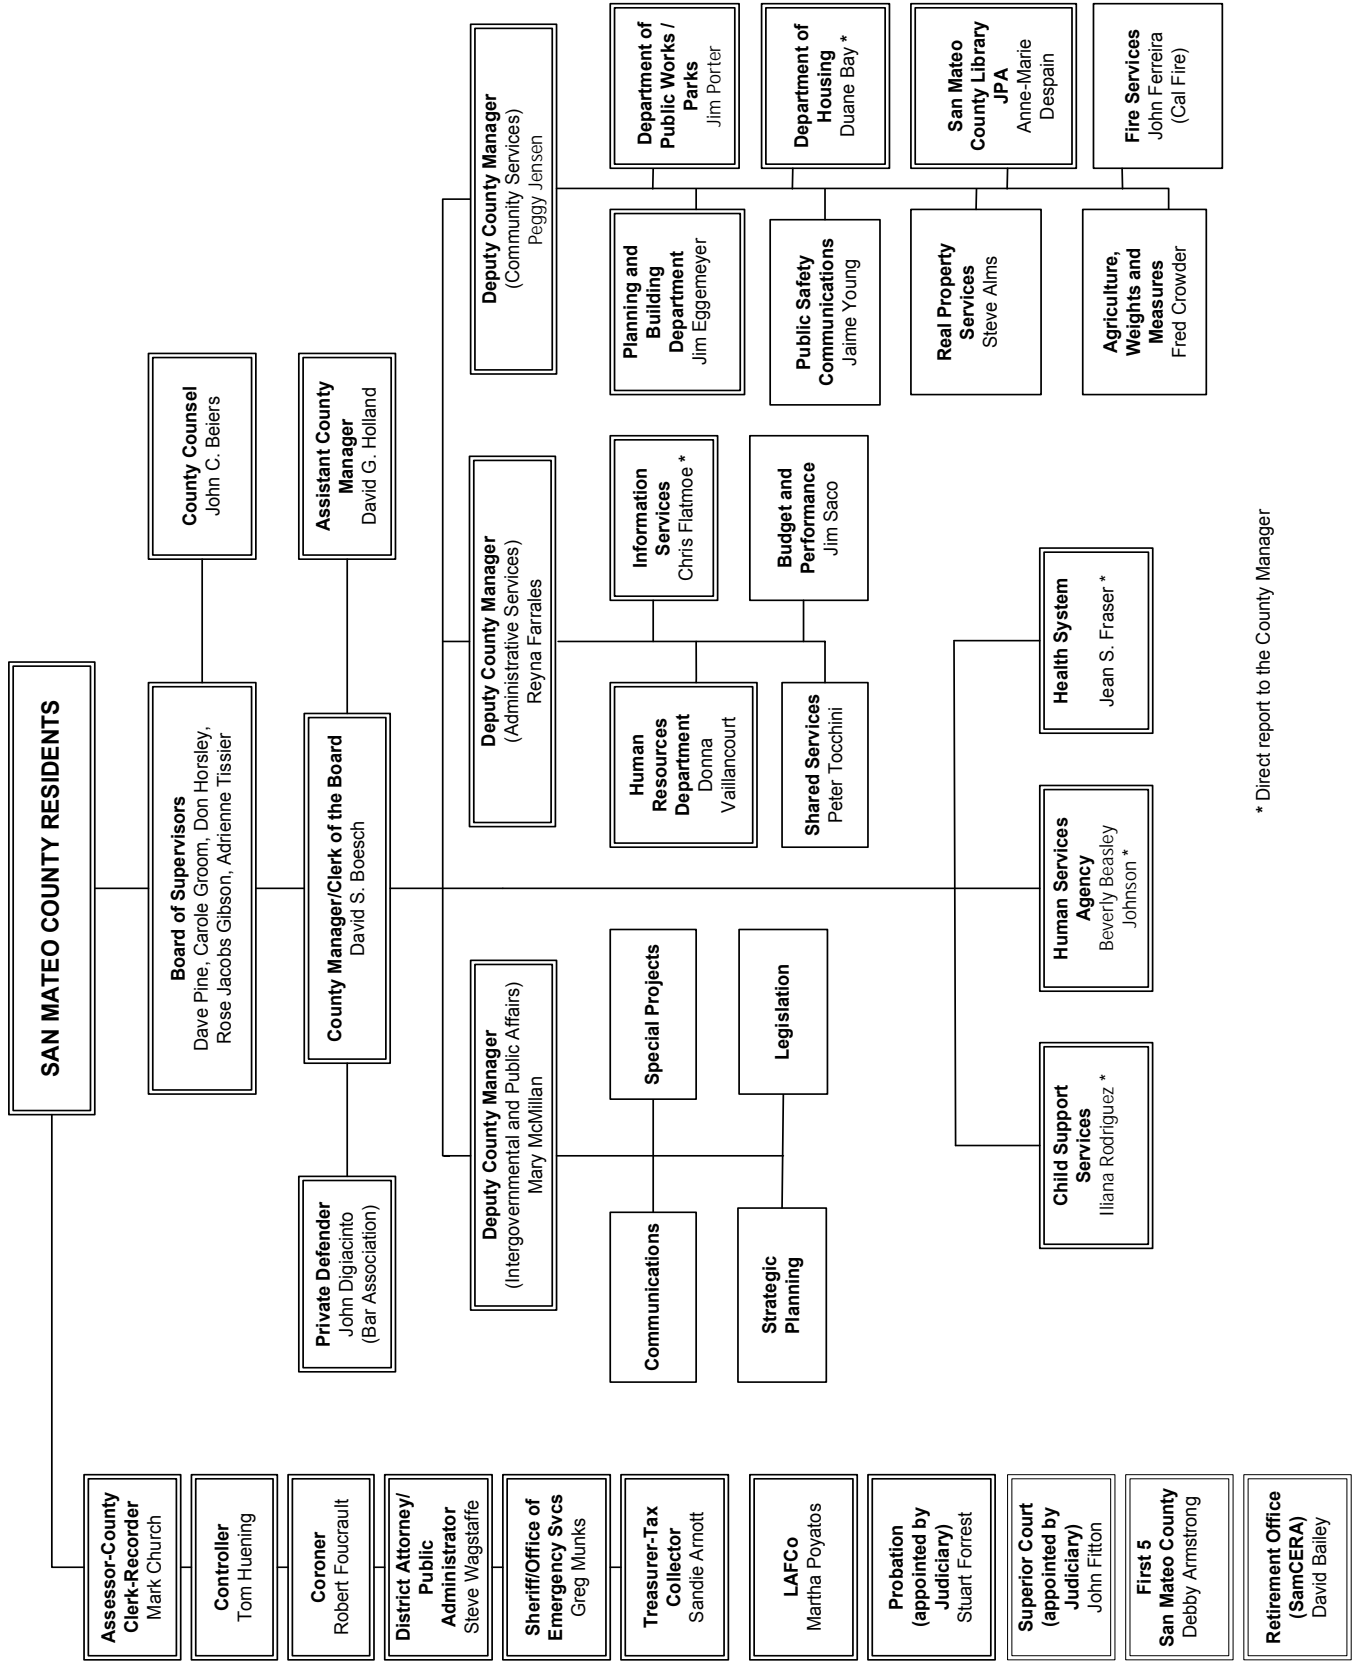 SAN MATEO COUNTY RESIDENTS
Board of Supervisors
Dave Pine, Carole Groom, Don Horsley,
Rose Jacobs Gibson, Adrienne Tissier
County Counsel
John C. Beiers
Private Defender
John Digiacinto
(Bar Association)
County Manager/Clerk of the Board
David S. Boesch
Assistant County
Manager
David G. Holland
Assessor-County
Clerk-Recorder
Mark Church
Controller
Tom Huening
Coroner
Robert Foucrault
District Attorney/
Public
Administrator
Steve Wagstaffe
Sheriff/Office of
Emergency Svcs
Greg Munks
Treasurer-Tax
Collector
Sandie Arnott
LAFCo
Martha Poyatos
Probation
(appointed by
Judiciary)
Stuart Forrest
Superior Court
(appointed by
Judiciary)
John Fitton
First 5
San Mateo County
Debby Armstrong
Retirement Office
(SamCERA)
David Bailey
Deputy County Manager
(Intergovernmental and Public Affairs)
Mary McMillan
Communications
Special Projects
Strategic
Planning
Legislation
Deputy County Manager
(Administrative Services)
Reyna Farrales
Human
Resources
Department
Donna
Vaillancourt
Information
Services
Chris Flatmoe *
Shared Services
Peter Tocchini
Budget and
Performance
Jim Saco
Deputy County Manager
(Community Services)
Peggy Jensen
Planning and
Building
Department
Jim Eggemeyer
Department of
Public Works /
Parks
Jim Porter
Public Safety
Communications
Jaime Young
Department of
Housing
Duane Bay *
Real Property
Services
Steve Alms
San Mateo
County Library
JPA
Anne-Marie
Despain
Agriculture,
Weights and
Measures
Fred Crowder
Fire Services
John Ferreira
(Cal Fire)
Child Support
Services
Iliana Rodriguez *
Human Services
Agency
Beverly Beasley
Johnson *
Health System
Jean S. Fraser *
* Direct report to the County Manager